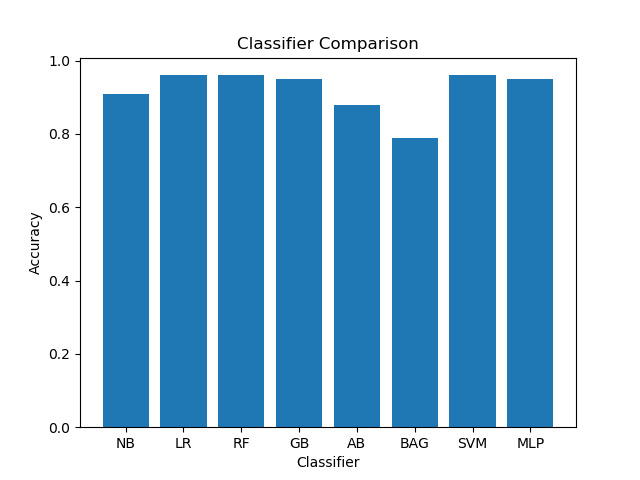 Classifier Comparison
1.0
0.8
0.6
0.4
0.2
0.0
Accuracy
NB LR RF GB AB BAG SVM MLP
Classifier